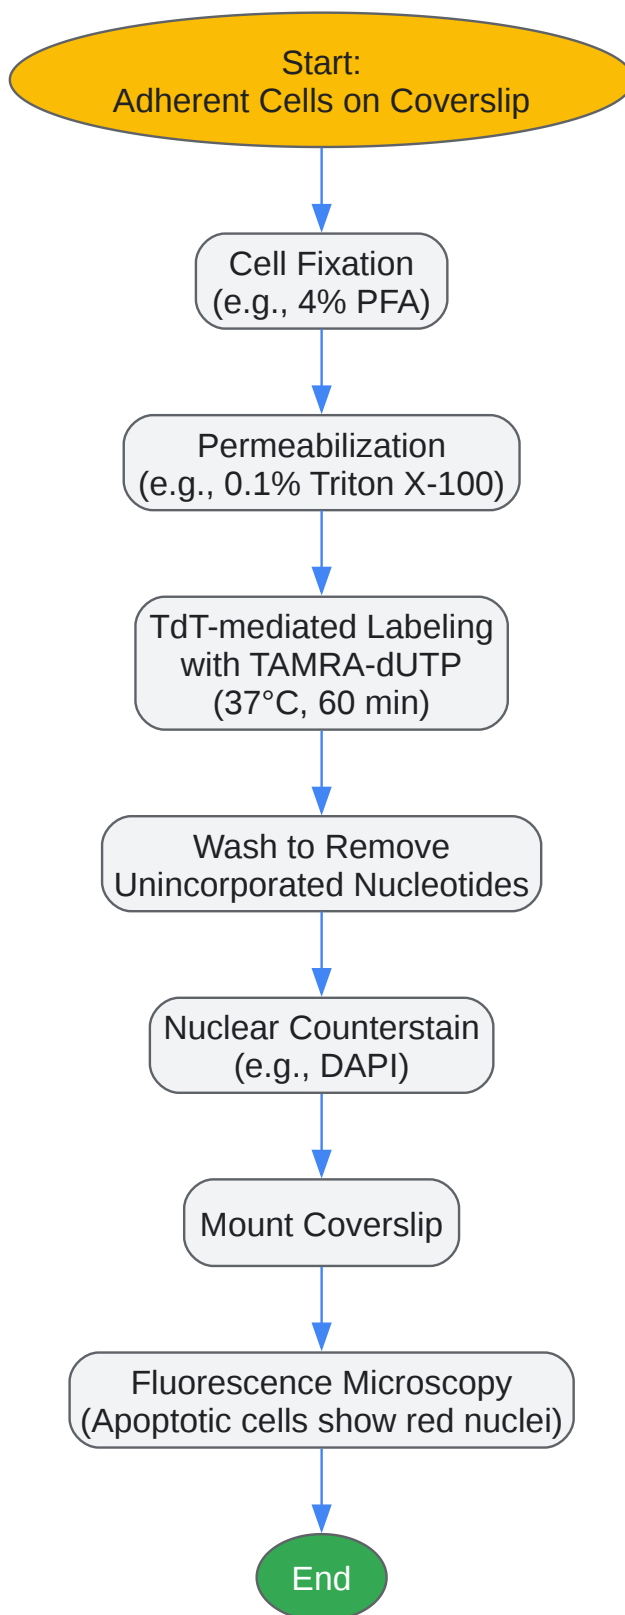 Start:
Adherent Cells on Coverslip
Cell Fixation
(e.g., 4% PFA)
Permeabilization
(e.g., 0.1% Triton X-100)
TdT-mediated Labeling
with TAMRA-dUTP
(37°C, 60 min)
Wash to Remove
Unincorporated Nucleotides
Nuclear Counterstain
(e.g., DAPI)
Mount Coverslip
Fluorescence Microscopy
(Apoptotic cells show red nuclei)
End